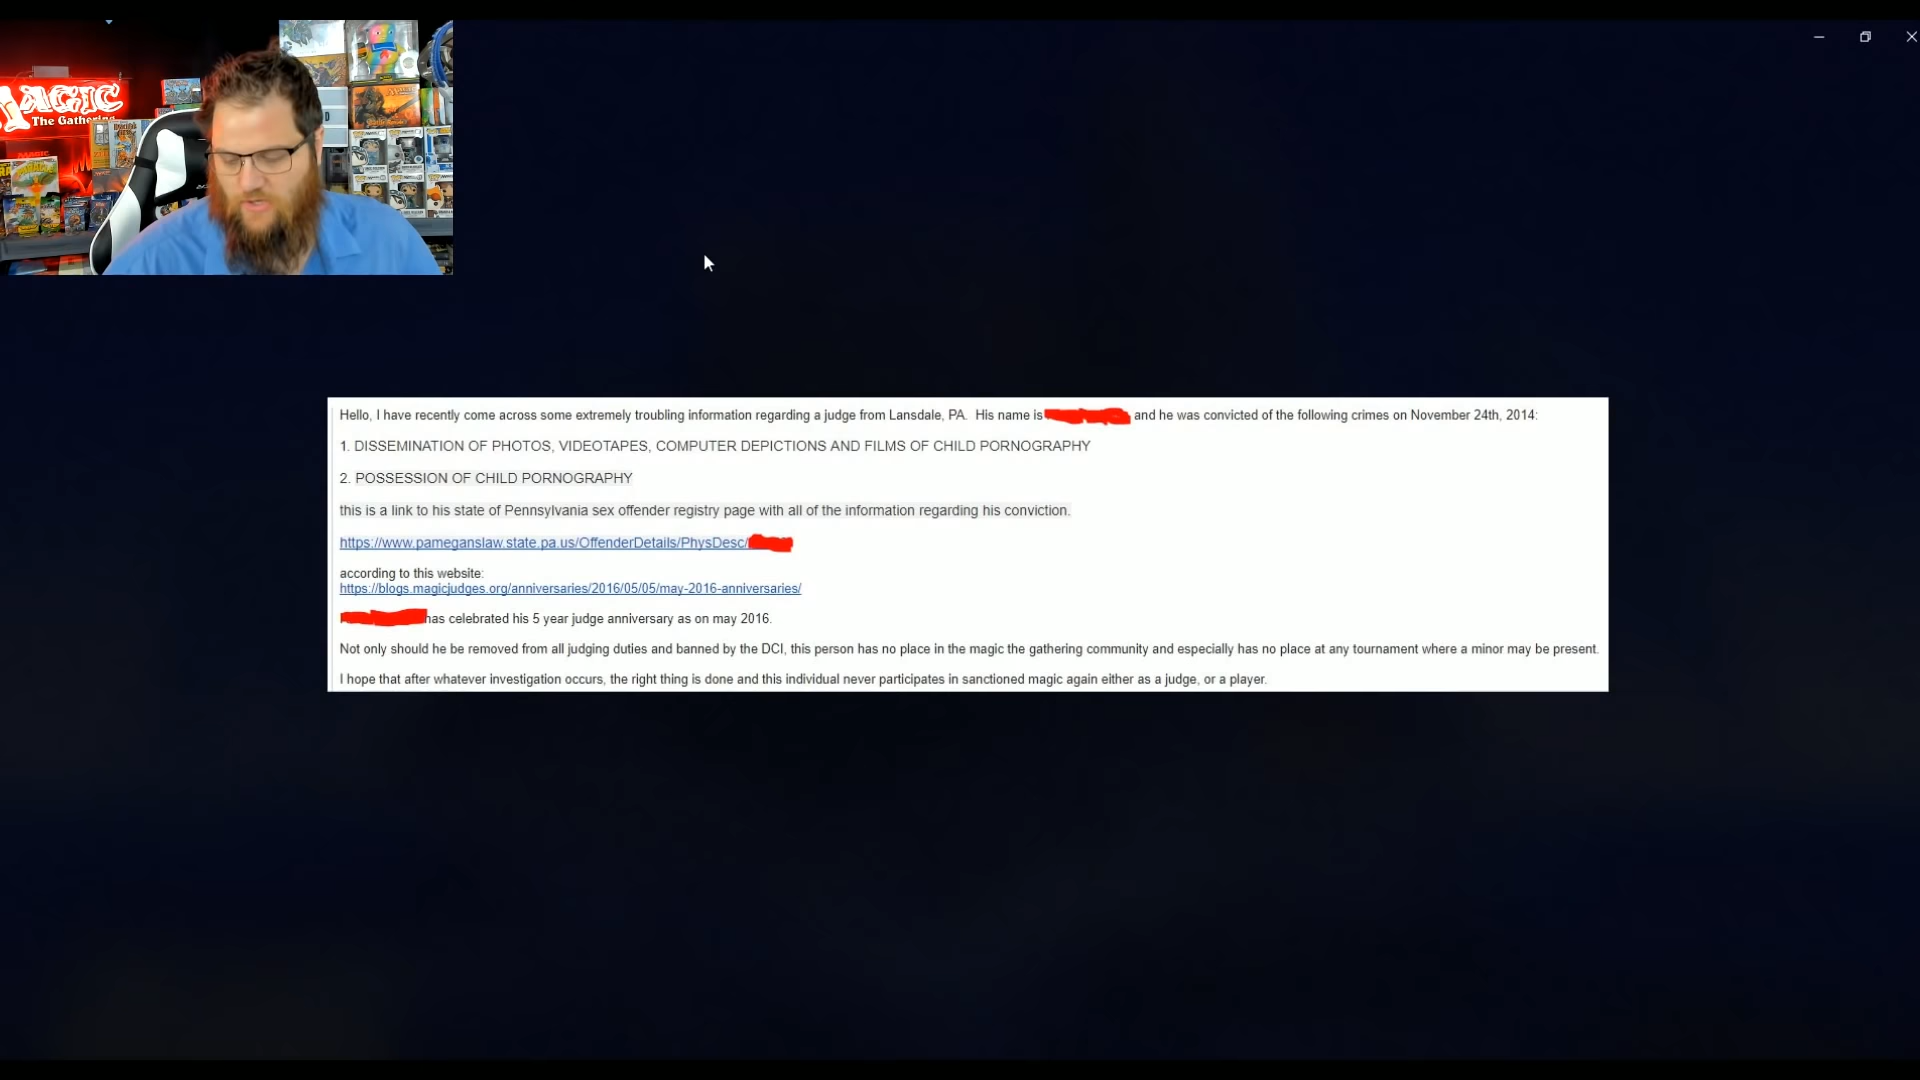 MAGIC
The Gathering
Hello, I have recently come across some extremely troubling information regarding a judge from Lansdale, PA. His name is and he was convicted of the following crimes on November 24th, 2014:
1. DISSEMINATION OF PHOTOS, VIDEOTAPES, COMPUTER DEPICTIONS AND FILMS OF CHILD PORNOGRAPHY
2. POSSESSION OF CHILD PORNOGRAPHY
this is a link to his state of Pennsylvania sex offender registry page with all of the information regarding his conviction.
https://www.pameganslaw.state.pa.us/OffenderDetails/PhysDesc/
according to this website:
https://blogs.magicjudges.org/anniversaries/2016/05/05/may-2016-anniversaries/
has celebrated his 5 year judge anniversary as on may 2016.
Not only should he be removed from all judging duties and banned by the DCI, this person has no place in the magic the gathering community and especially has no place at any tournament where a minor may be present.
I hope that after whatever investigation occurs, the right thing is done and this individual never participates in sanctioned magic again either as a judge, or a player.